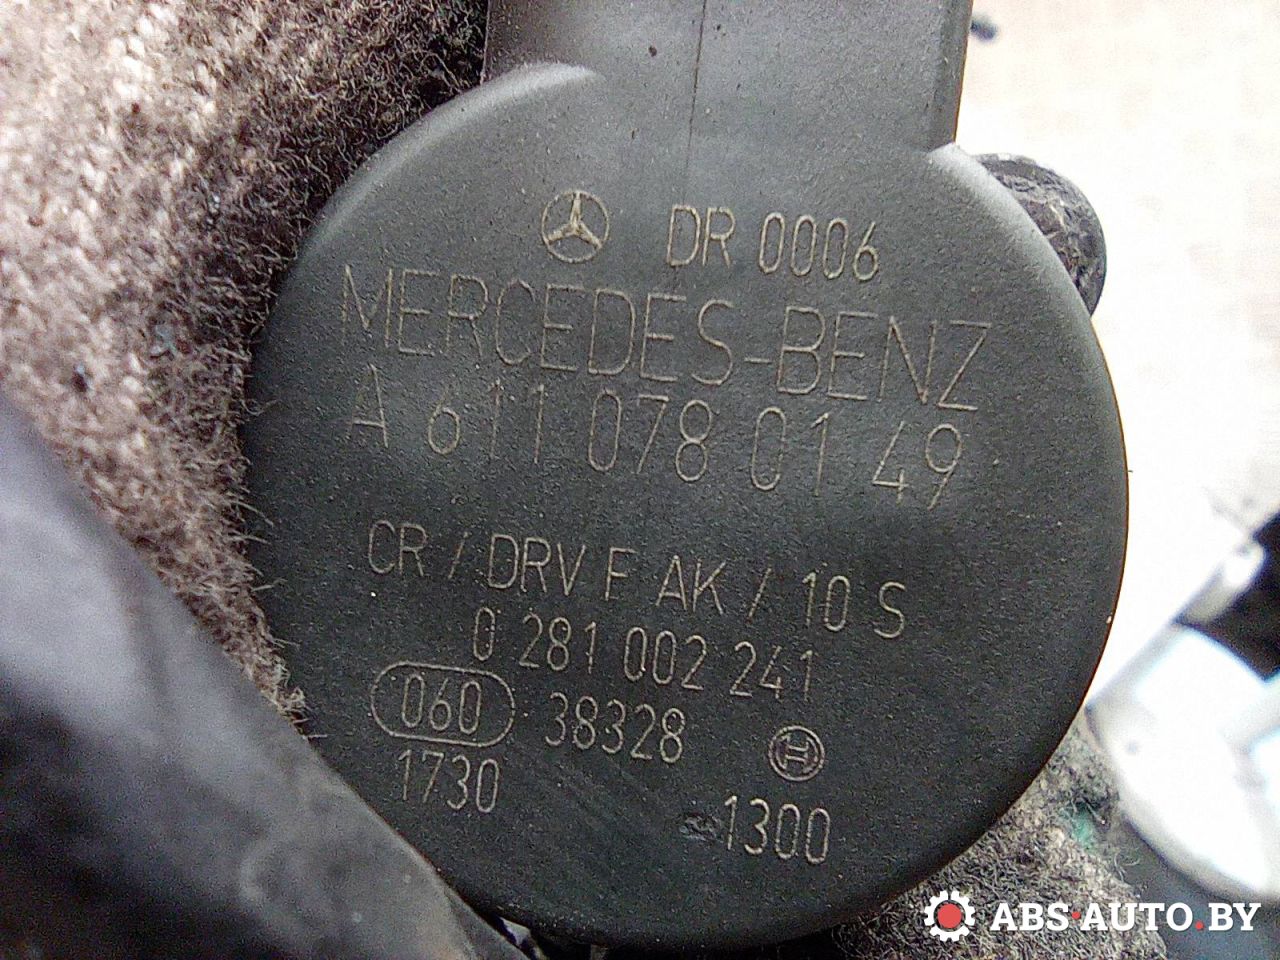 DR 0006
MERCEDES-BENZ
A 611 078 01 49
CR / DRV F AK / 10 S
0 281 002 241
060 38328
1730
1300
ABS-AUTO.BY